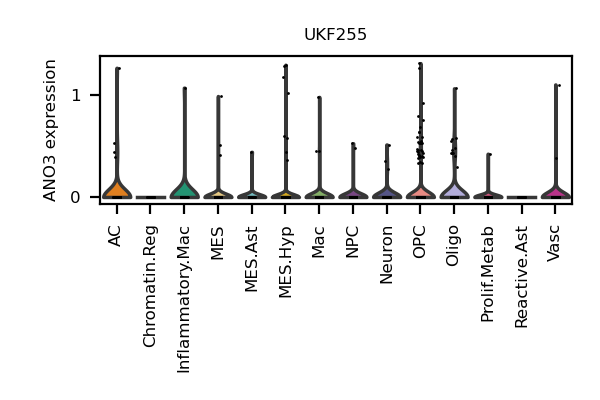 UKF255
ANO3 expression
1
0
AC
Chromatin.Reg
Inflammatory.Mac
MES
MES.Ast
MES.Hyp
Mac
NPC
Neuron
OPC
Oligo
Prolif.Metab
Reactive.Ast
Vasc